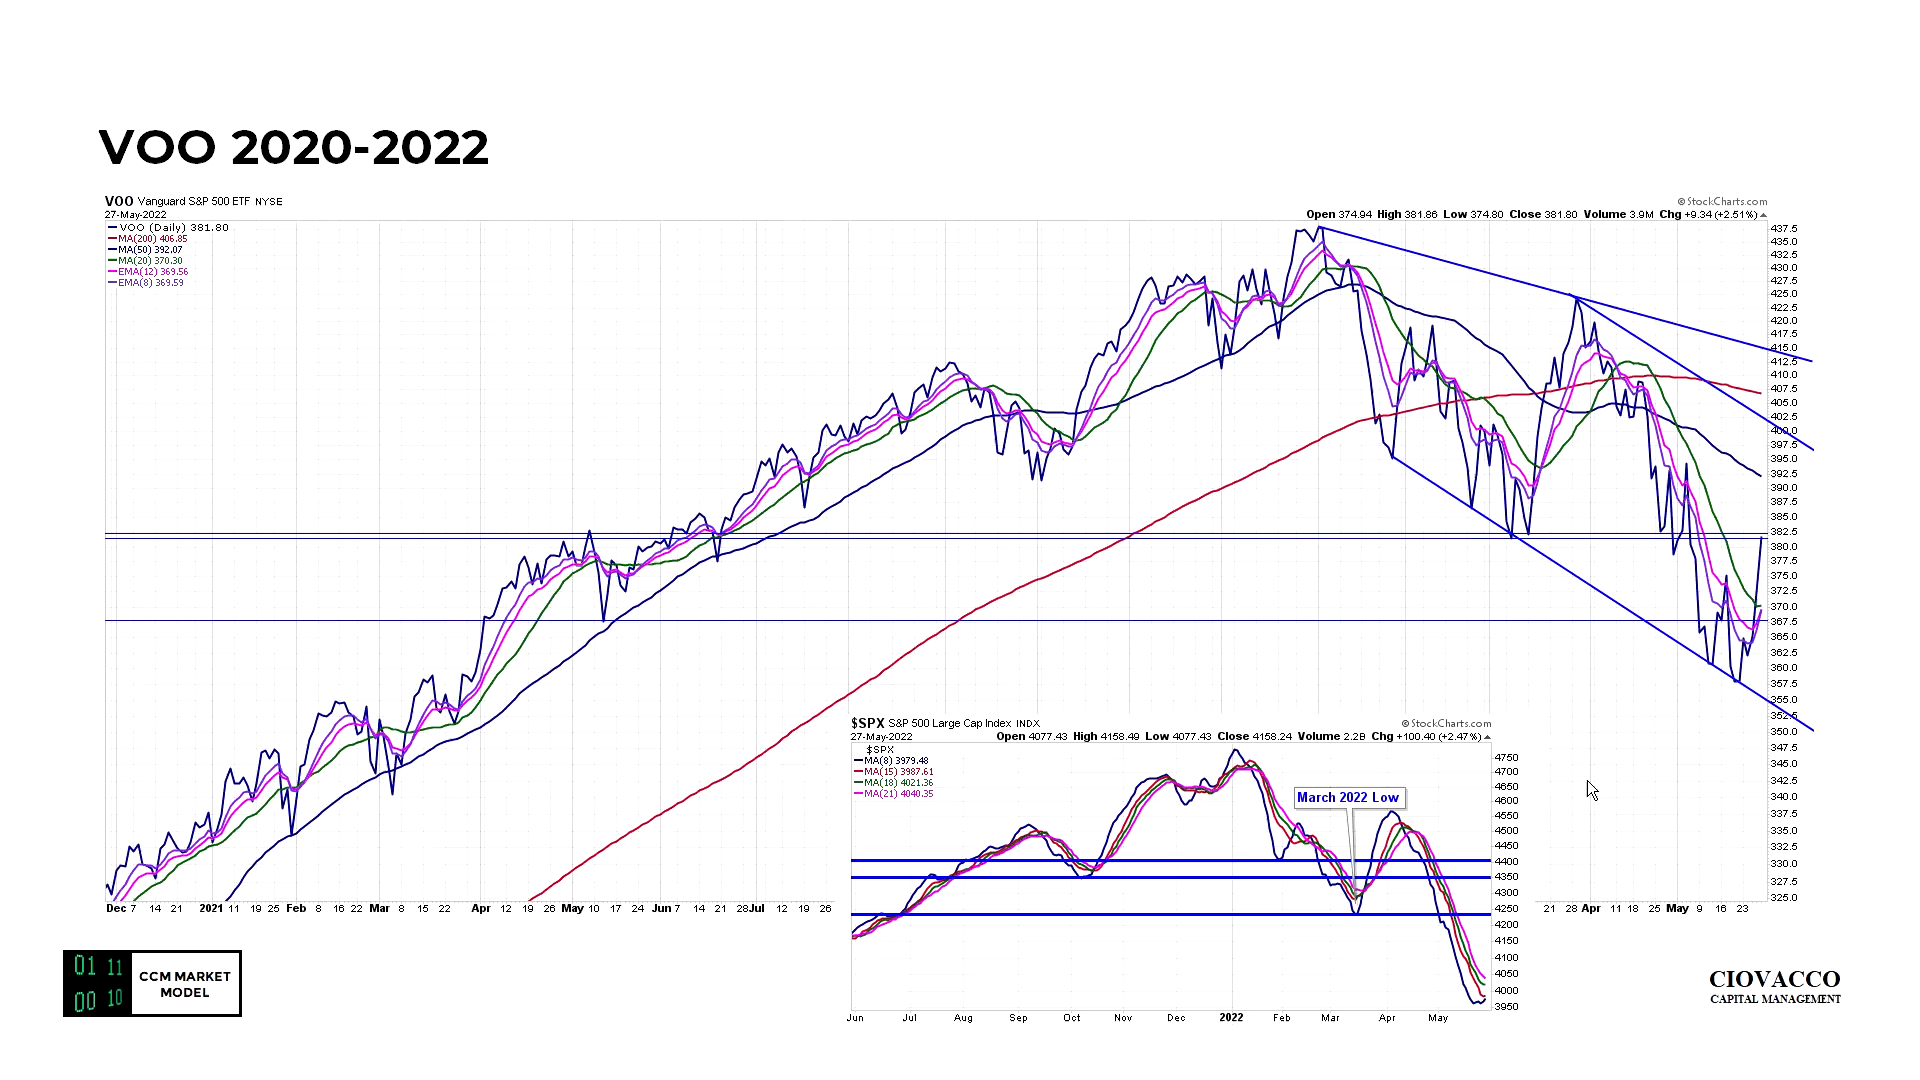 VOO 2020-2022
VOO Vanguard S&P 500 ETF NYSE
© StockCharts.com
27-May-2022
Open 374.94 High 381.86 Low 374.80 Close 381.80 Volume 3.9M Chg +9.34 (+2.51%)
VOO (Daily) 381.80
MA(200) 406.85
MA(50) 392.07
MA(20) 370.30
EMA(12) 369.56
EMA(8) 369.59
437.5
435.0
432.5
430.0
427.5
425.0
422.5
420.0
417.5
415.0
412.5
410.0
407.5
405.0
402.5
400.0
397.5
395.0
392.5
390.0
387.5
385.0
382.5
380.0
377.5
375.0
372.5
370.0
367.5
365.0
362.5
360.0
357.5
355.0
352.5
350.0
347.5
345.0
342.5
340.0
337.5
335.0
332.5
330.0
327.5
325.0
Dec 7 14 21 2021 11 19 25 Feb 8 16 22 Mar 8 15 22 Apr 12 19 26 May 10 17 24 Jun 7 14 21 28 Jul 12 19 26
21 28 Apr 11 18 25 May 9 16 23
$SPX S&P 500 Large Cap Index INDX
© StockCharts.com
27-May-2022
Open 4077.43 High 4158.49 Low 4077.43 Close 4158.24 Volume 2.2B Chg +100.40 (+2.47%)
$SPX
MA(8) 3979.48
MA(15) 3987.61
MA(18) 4021.36
MA(21) 4040.35
March 2022 Low
4750
4700
4650
4600
4550
4500
4450
4400
4350
4300
4250
4200
4150
4100
4050
4000
3950
Jun Jul Aug Sep Oct Nov Dec 2022 Feb Mar Apr May
01 11
00 10
CCM MARKET
MODEL
CIOVACCO
CAPITAL MANAGEMENT